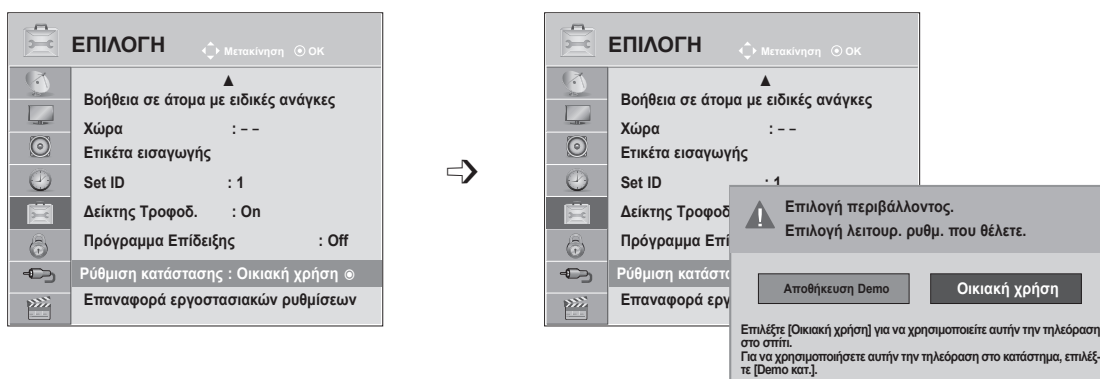 ΕΠΙΛΟΓΗ Μετακίνηση OK
▲
Βοήθεια σε άτομα με ειδικές ανάγκες
Χώρα : – –
Ετικέτα εισαγωγής
Set ID : 1
Δείκτης Τροφοδ. : On
Πρόγραμμα Επίδειξης : Off
Ρύθμιση κατάστασης : Οικιακή χρήση
Επαναφορά εργοστασιακών ρυθμίσεων
ΕΠΙΛΟΓΗ Μετακίνηση OK
▲
Βοήθεια σε άτομα με ειδικές ανάγκες
Χώρα : – –
Ετικέτα εισαγωγής
Set ID : 1
Δείκτης Τροφοδ
Πρόγραμμα Επί
Ρύθμιση κατάστα
Επαναφορά εργ
Επιλογή περιβάλλοντος.
Επιλογή λειτουρ. ρυθμ. που θέλετε.
Αποθήκευση Demo Οικιακή χρήση
Επιλέξτε [Οικιακή χρήση] για να χρησιμοποιείτε αυτήν την τηλεόραση
στο σπίτι.
Για να χρησιμοποιήσετε αυτήν την τηλεόραση στο κατάστημα, επιλέξ-
τε [Demo κατ.].